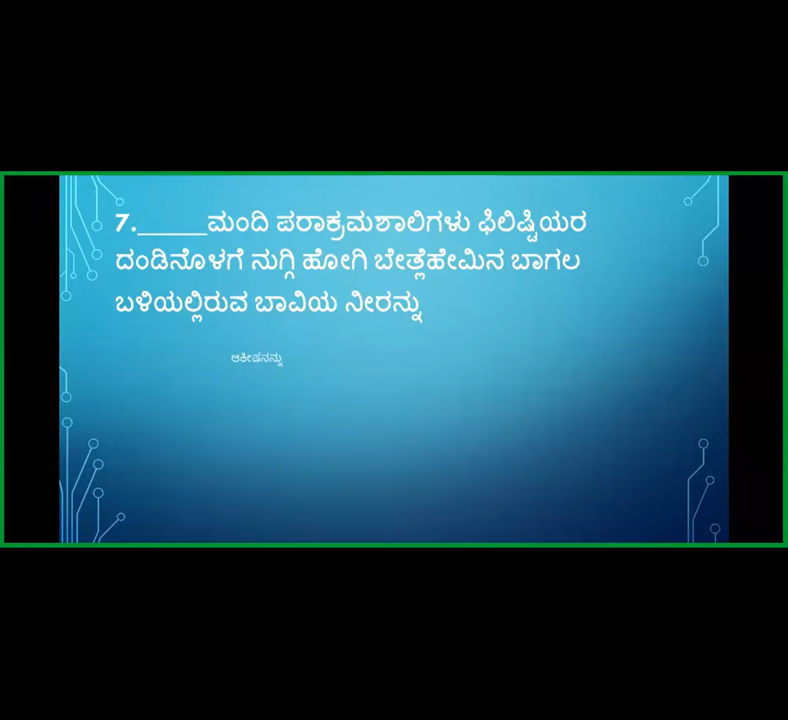 7.______ಮಂದಿ ಪರಾಕ್ರಮಶಾಲಿಗಳು ಫಿಲಿಷ್ಟಿಯರ
ದಂಡಿನೊಳಗೆ ನುಗ್ಗಿ ಹೋಗಿ ಬೇತ್ಲೆಹೇಮಿನ ಬಾಗಲ
ಬಳಿಯಲ್ಲಿರುವ ಬಾವಿಯ ನೀರನ್ನು
ಆಕೀಷನನ್ನು